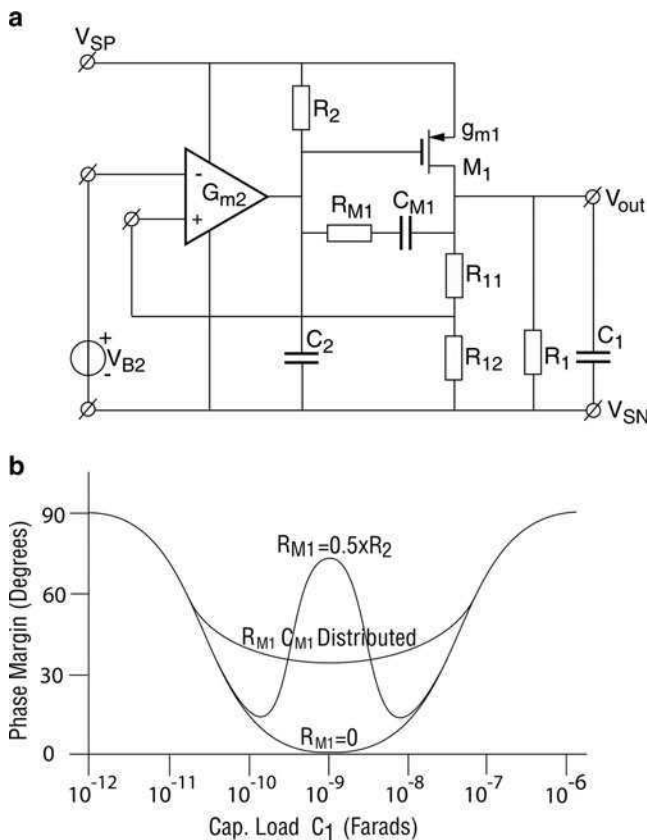 a
V_SP
R_2
g_m1
M_1
-
G_m2
+
R_M1
C_M1
V_out
R_11
+
V_B2
-
C_2
R_12
R_1
C_1
V_SN
b
Phase Margin (Degrees)
90
60
30
0
R_M1=0.5xR_2
R_M1 C_M1 Distributed
R_M1=0
10^-12
10^-11
10^-10
10^-9
10^-8
10^-7
10^-6
Cap. Load C_1 (Farads)